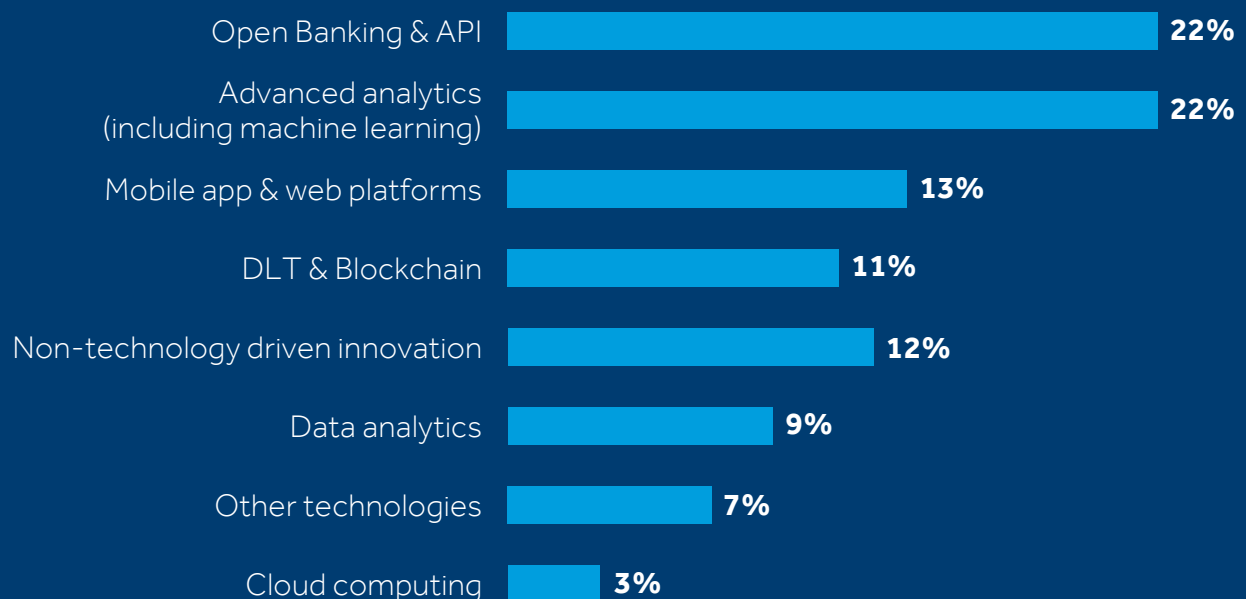 Open Banking & API 22%
Advanced analytics
(including machine learning) 22%
Mobile app & web platforms 13%
DLT & Blockchain 11%
Non-technology driven innovation 12%
Data analytics 9%
Other technologies 7%
Cloud computing 3%